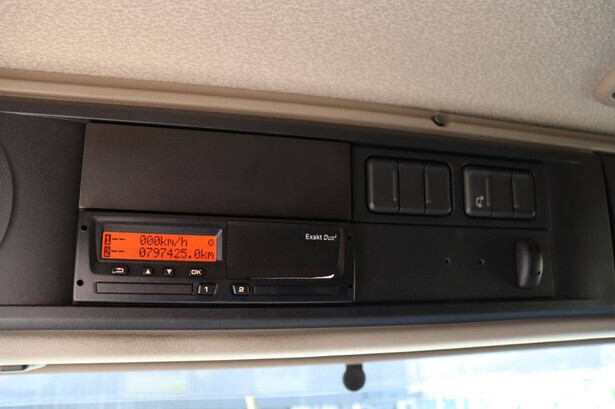 Exakt Duo²
1 -- 000km/h
2 -- 0797425.0km
OK
1 2